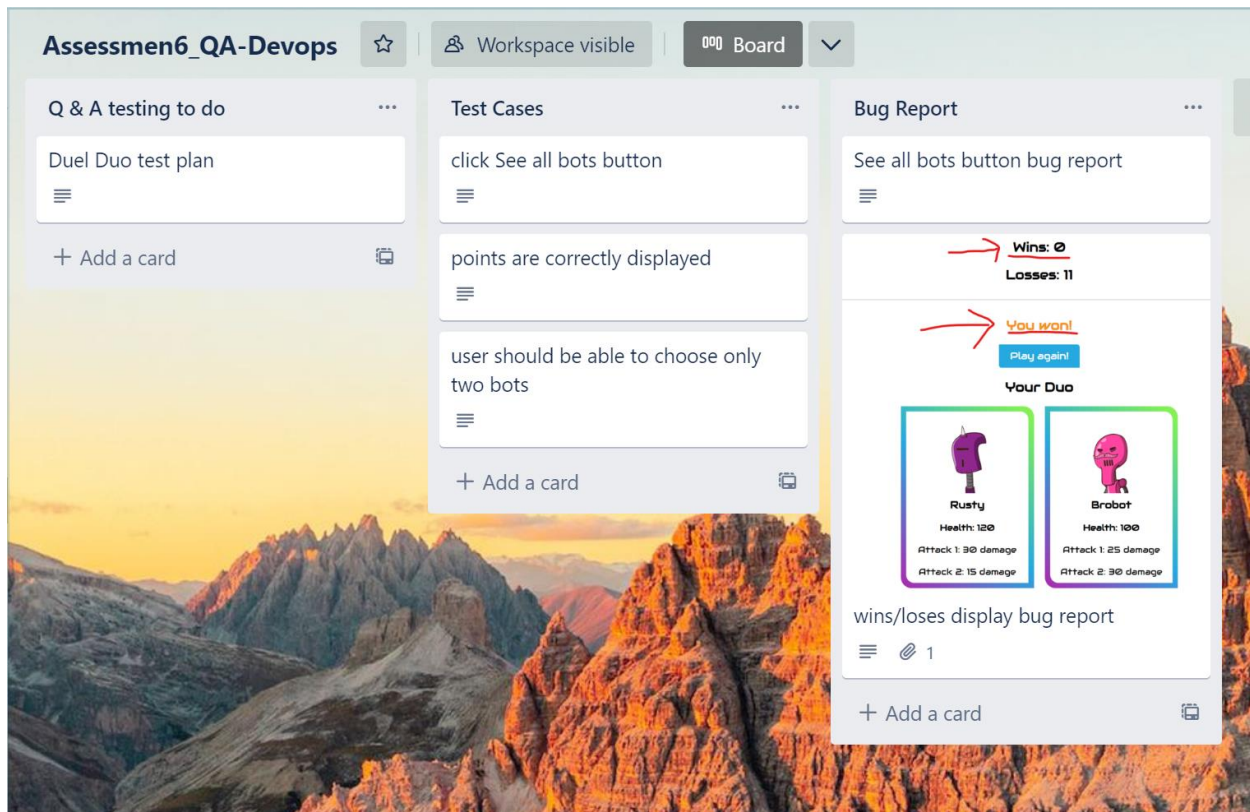 Assessmen6_QA-Devops
Workspace visible
Board
Q & A testing to do
Duel Duo test plan
+ Add a card
Test Cases
click See all bots button
points are correctly displayed
user should be able to choose only
two bots
+ Add a card
Bug Report
See all bots button bug report
Wins: 0
Losses: 11
You won!
Play again!
Your Duo
Rusty
Health: 120
Attack 1: 30 damage
Attack 2: 15 damage
Brobot
Health: 100
Attack 1: 25 damage
Attack 2: 30 damage
wins/loses display bug report
1
+ Add a card